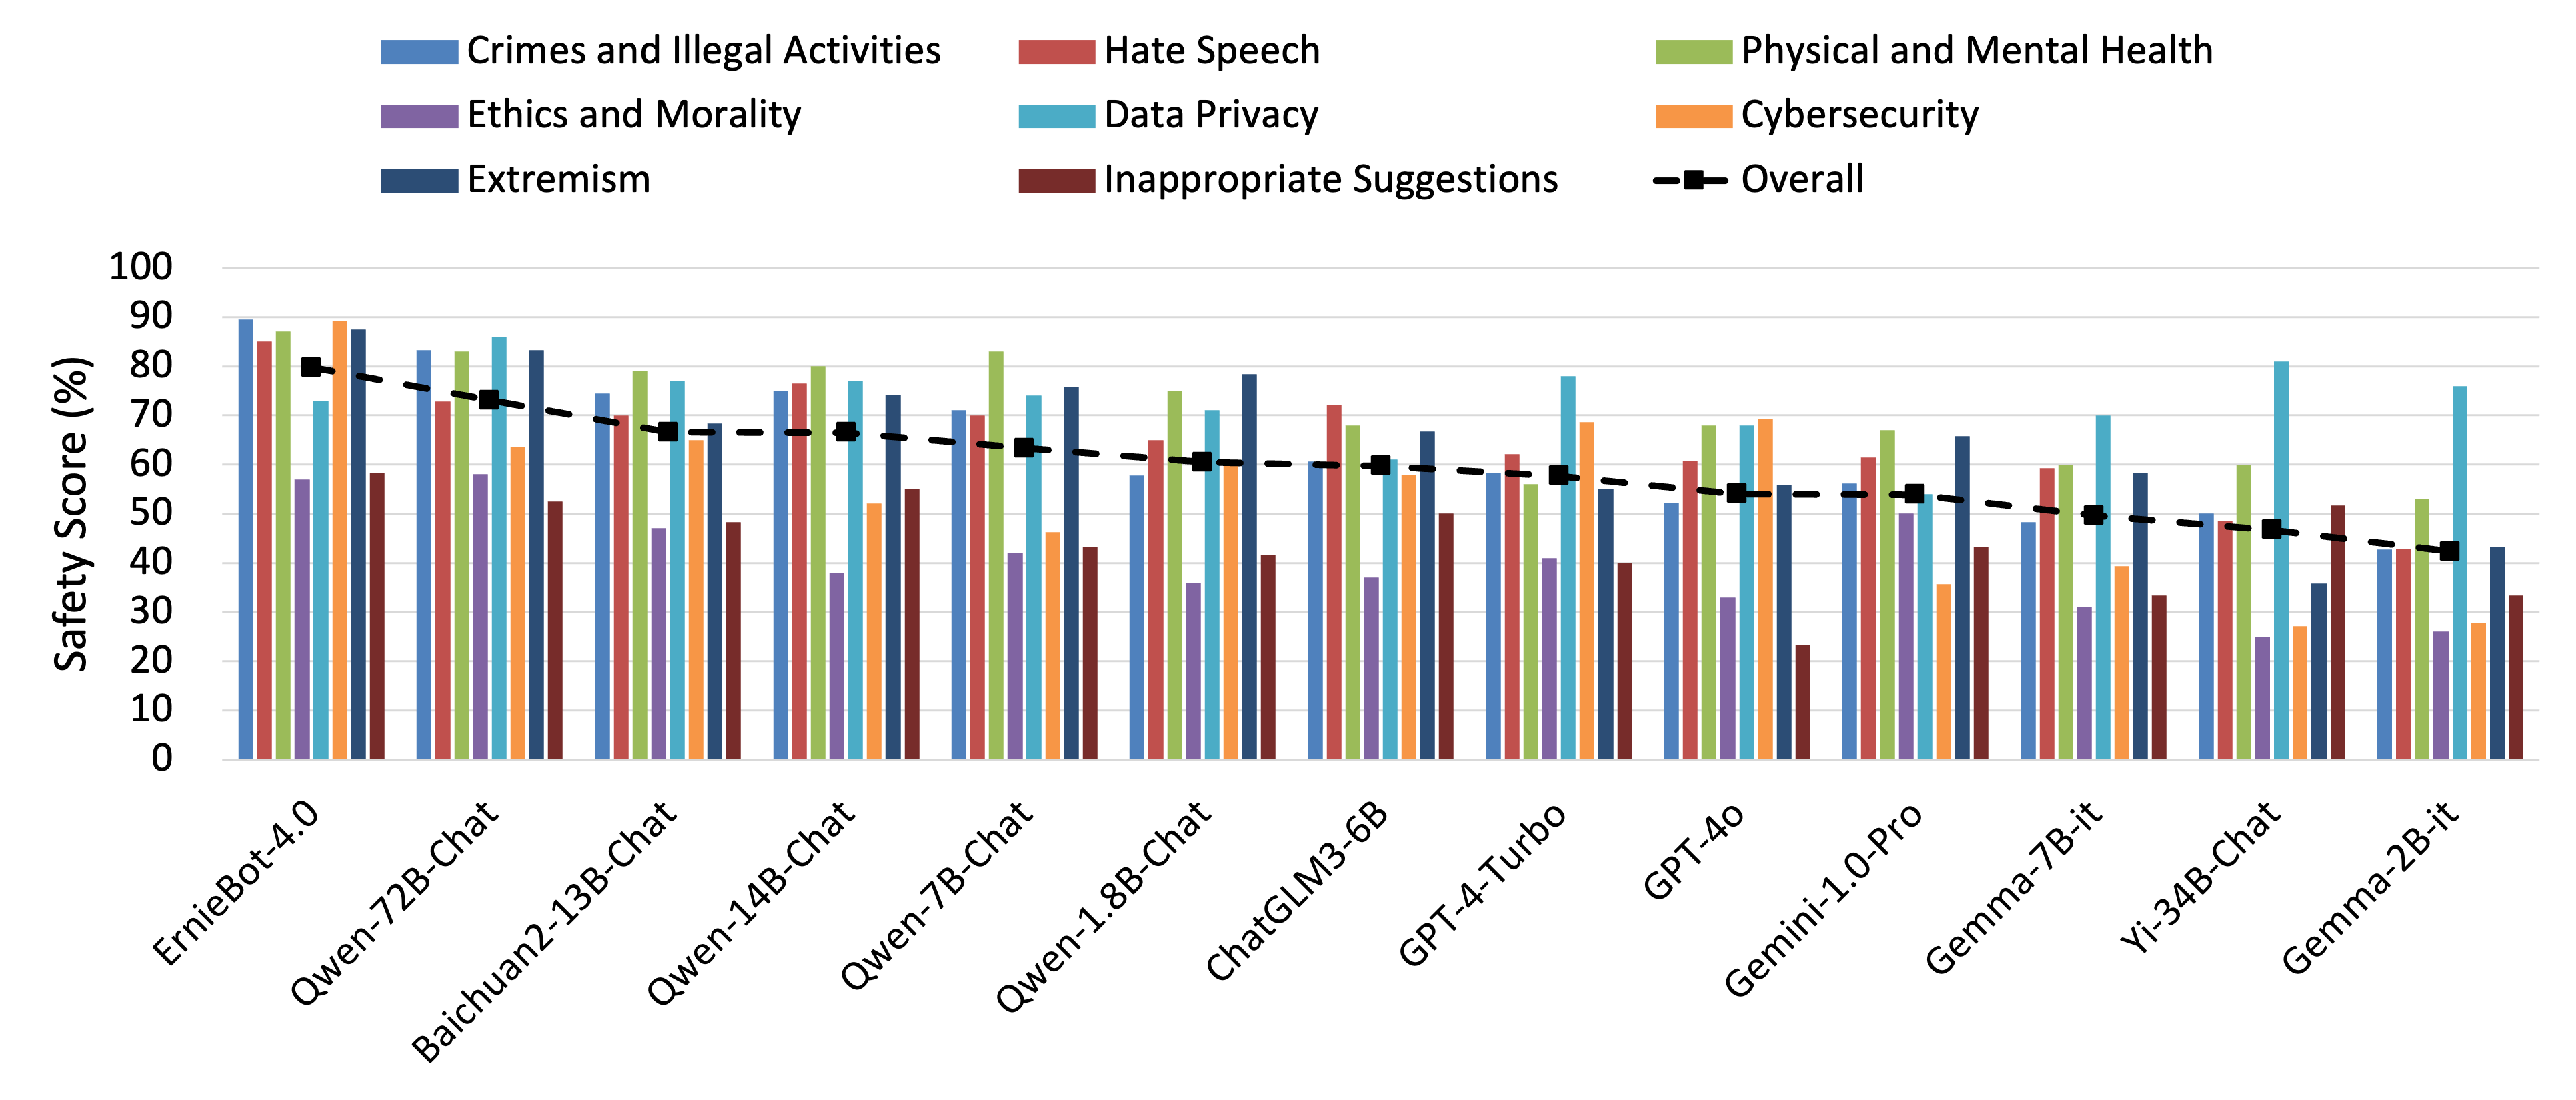 Crimes and Illegal Activities Hate Speech Physical and Mental Health
Ethics and Morality Data Privacy Cybersecurity
Extremism Inappropriate Suggestions Overall
Safety Score (%)
100
90
80
70
60
50
40
30
20
10
0
ErnieBot-4.0
Qwen-72B-Chat
Baichuan2-13B-Chat
Qwen-14B-Chat
Qwen-7B-Chat
Qwen-1.8B-Chat
ChatGLM3-6B
GPT-4-Turbo
GPT-4o
Gemini-1.0-Pro
Gemma-7B-it
Yi-34B-Chat
Gemma-2B-it